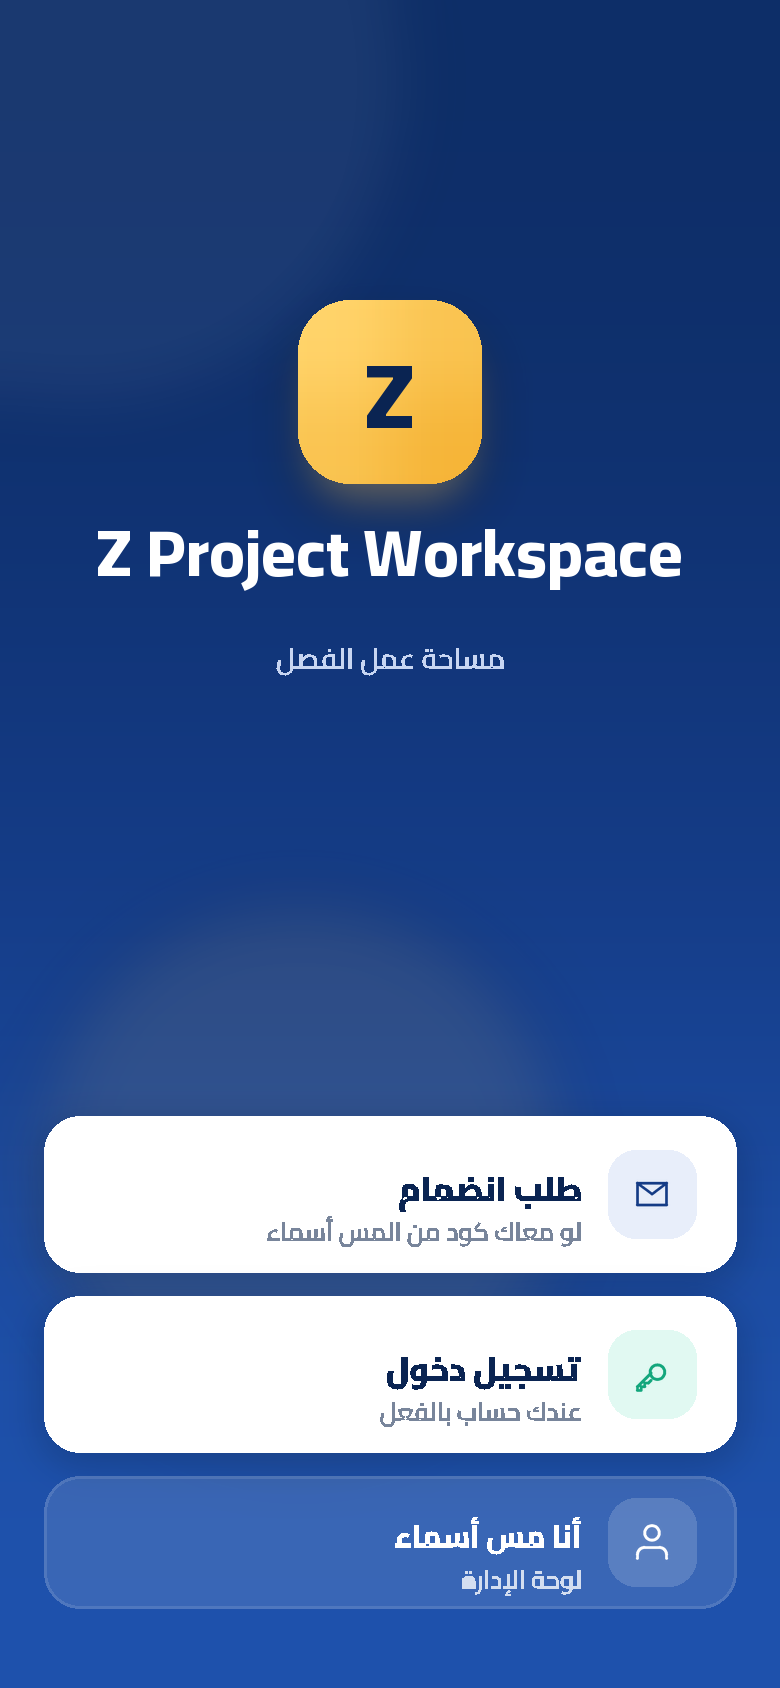 Z
Z Project Workspace
مساحة عمل الفصل
طلب انضمام
لو معاك كود من المس أسماء
تسجيل دخول
عندك حساب بالفعل
أنا مس أسماء
لوحة الإدارة